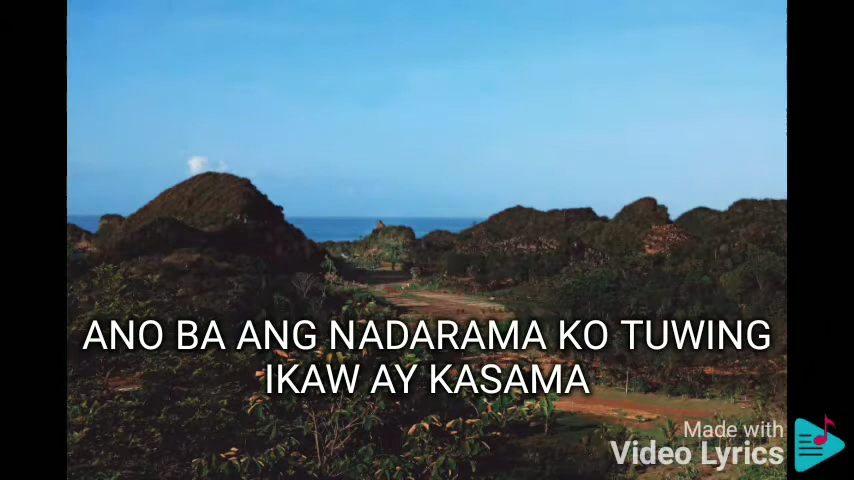 ANO BA ANG NADARAMA KO TUWING
IKAW AY KASAMA
Made with
Video Lyrics